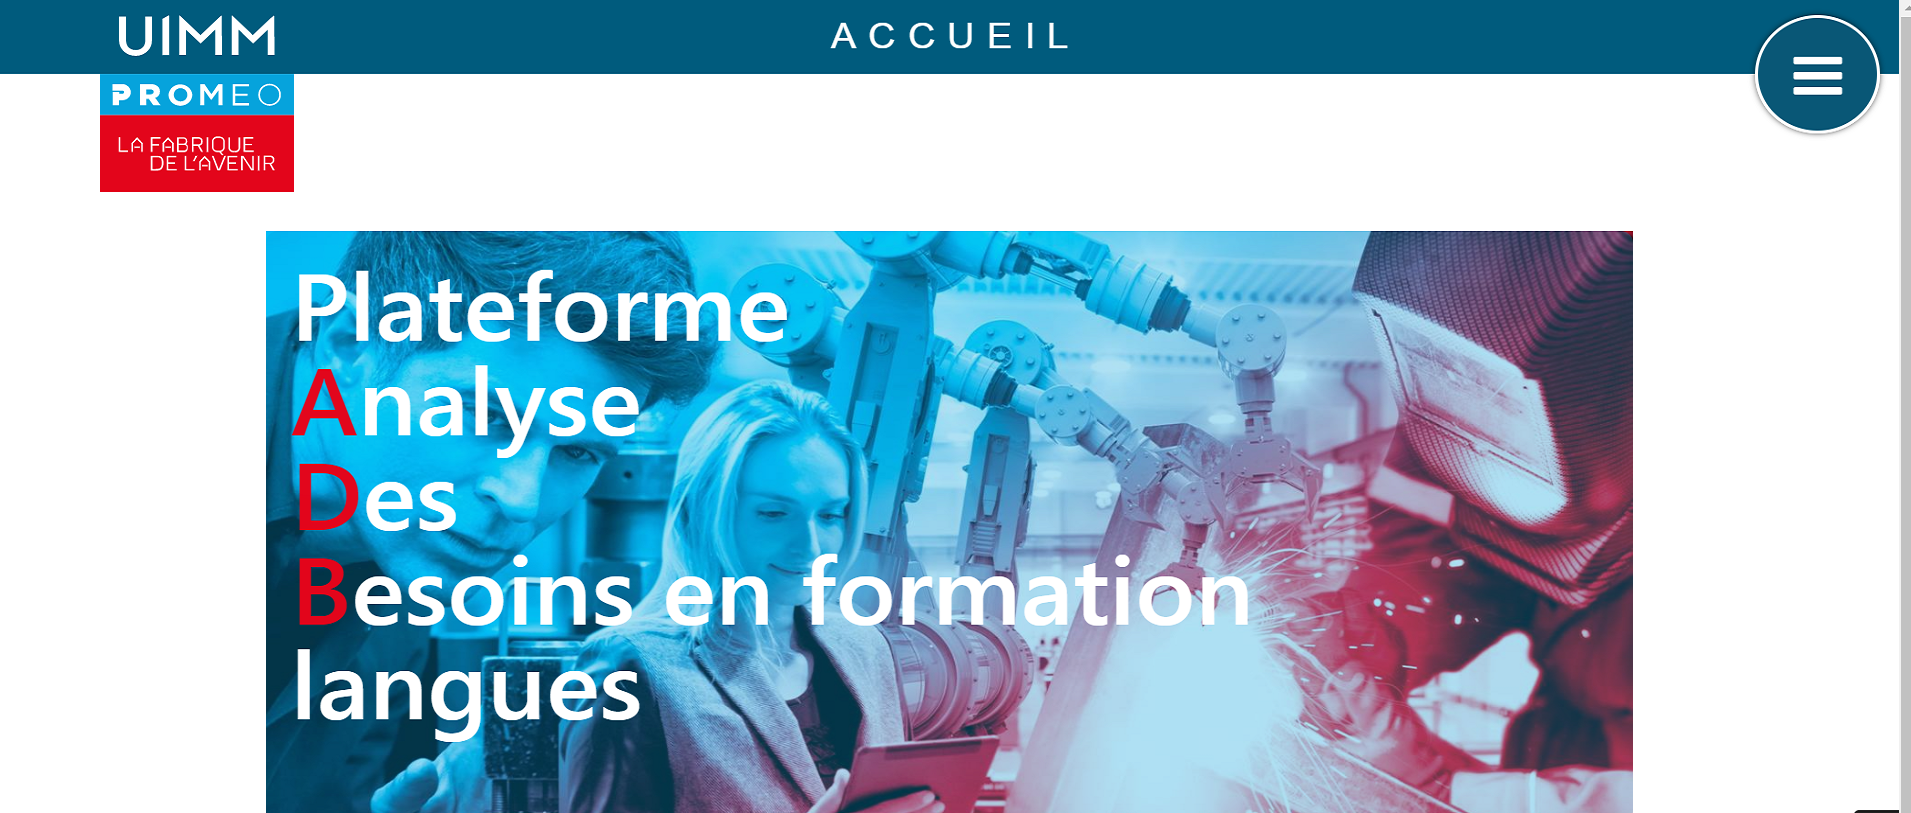 UIMM
ACCUEIL
PROMEO
LA FABRIQUE
DE L'AVENIR
Plateforme
Analyse
Des
Besoins en formation
langues